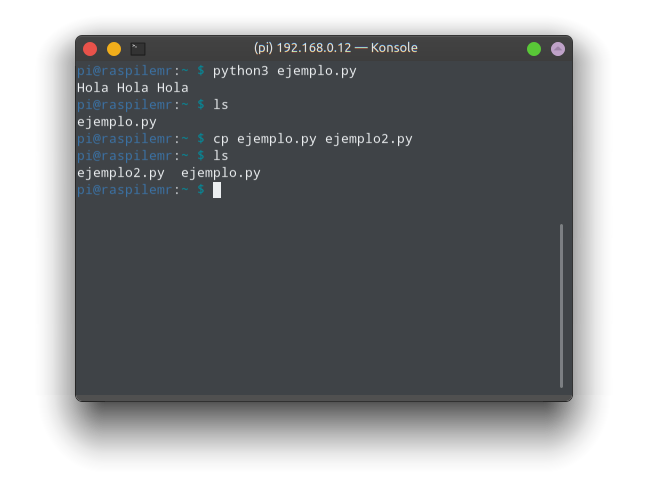 (pi) 192.168.0.12 — Konsole
pi@raspilemr:~ $ python3 ejemplo.py
Hola Hola Hola
pi@raspilemr:~ $ ls
ejemplo.py
pi@raspilemr:~ $ cp ejemplo.py ejemplo2.py
pi@raspilemr:~ $ ls
ejemplo2.py  ejemplo.py
pi@raspilemr:~ $